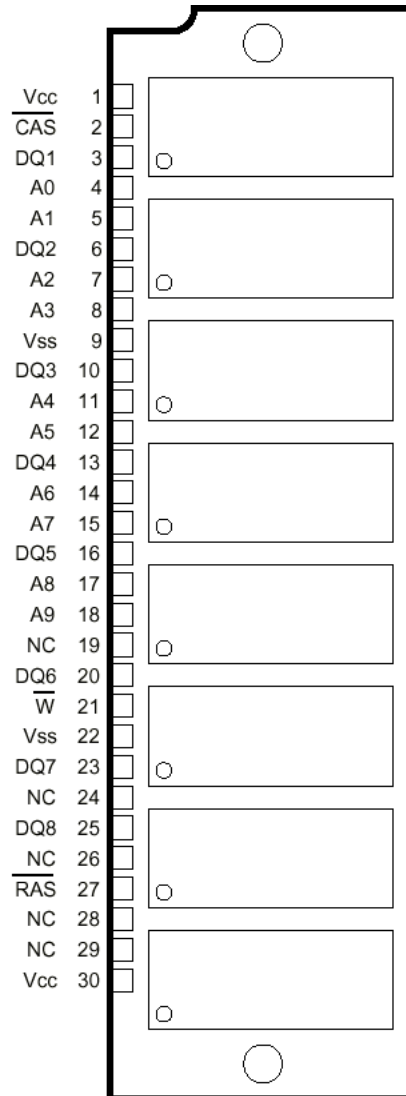 Vcc 1
CAS 2
DQ1 3
A0 4
A1 5
DQ2 6
A2 7
A3 8
Vss 9
DQ3 10
A4 11
A5 12
DQ4 13
A6 14
A7 15
DQ5 16
A8 17
A9 18
NC 19
DQ6 20
W 21
Vss 22
DQ7 23
NC 24
DQ8 25
NC 26
RAS 27
NC 28
NC 29
Vcc 30